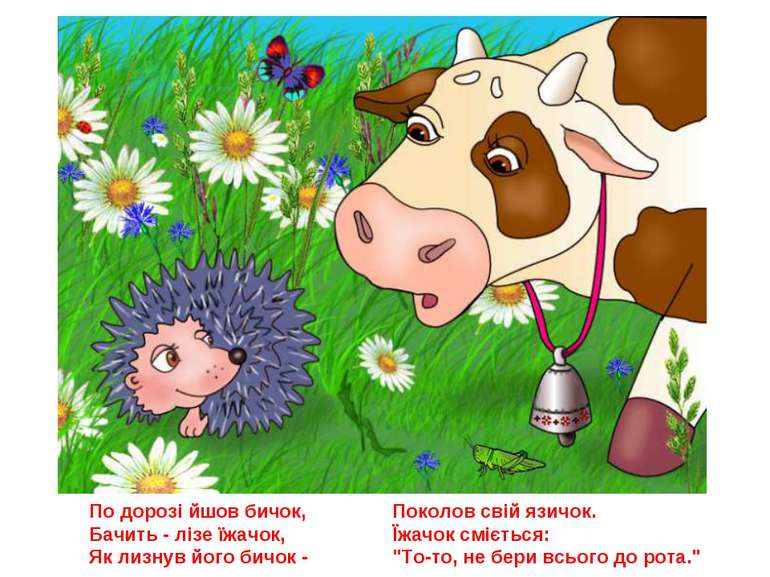 По дорозі йшов бичок,
Бачить - лізе їжачок,
Як лизнув його бичок -
Поколов свій язичок.
Їжачок сміється:
"То-то, не бери всього до рота."